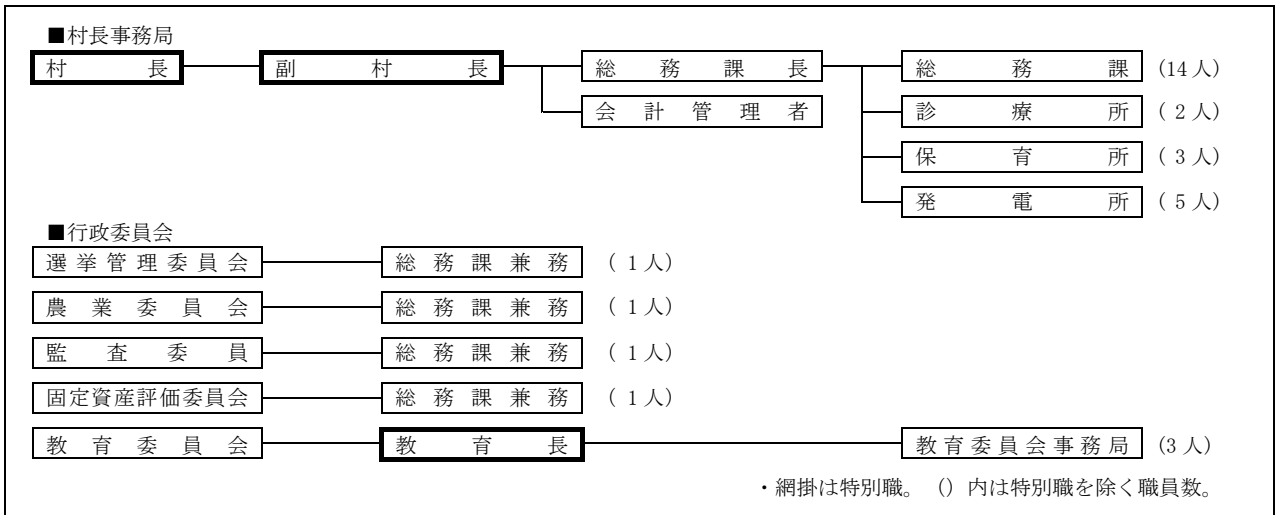 ■村長事務局
村長 副村長 総務課長 総務課 (14人)
会計管理者 診療所 (2人)
保育所 (3人)
発電所 (5人)
■行政委員会
選挙管理委員会 総務課兼務 (1人)
農業委員会 総務課兼務 (1人)
監査委員 総務課兼務 (1人)
固定資産評価委員会 総務課兼務 (1人)
教育委員会 教育長 教育委員会事務局 (3人)
・網掛は特別職。()内は特別職を除く職員数。